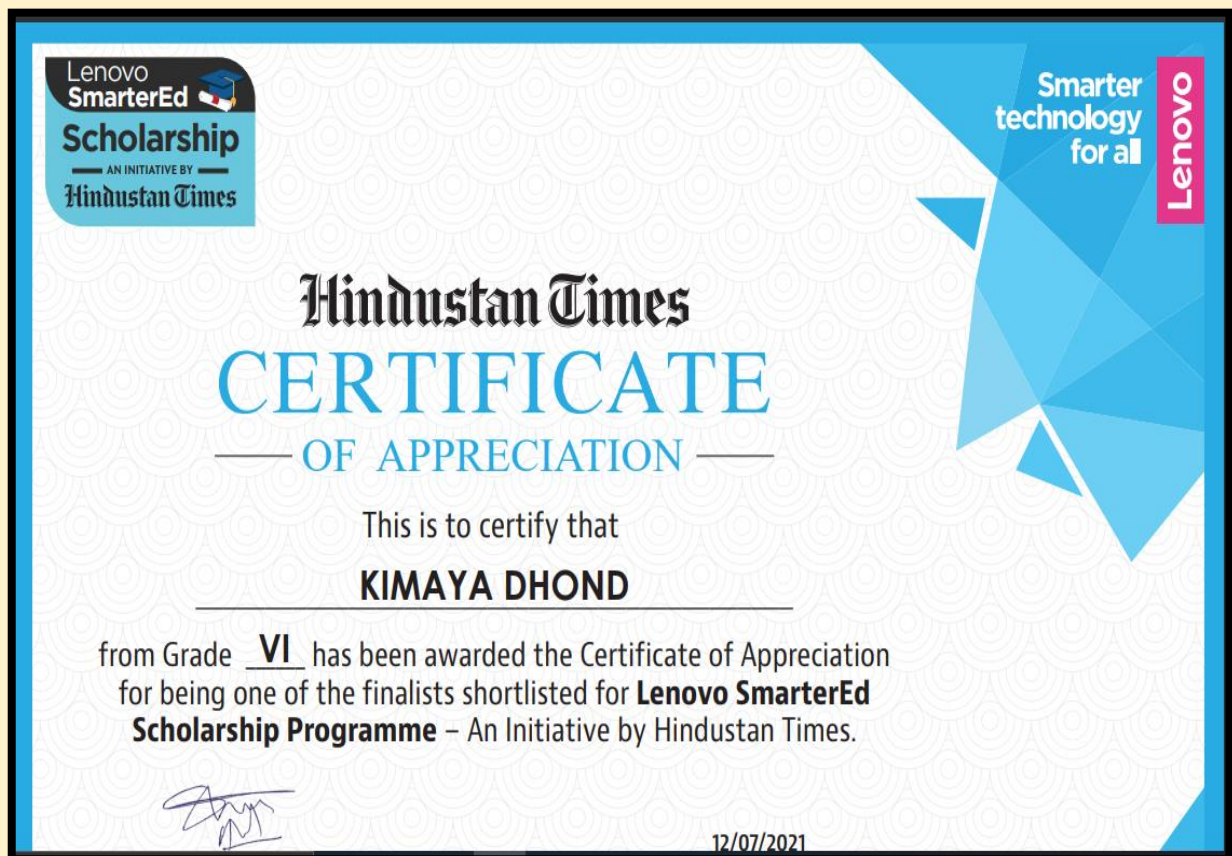 Lenovo
SmarterEd
Scholarship
AN INITIATIVE BY
Hindustan Times
Smarter
technology
for all
Lenovo
Hindustan Times
CERTIFICATE
OF APPRECIATION
This is to certify that
KIMAYA DHOND
from Grade VI has been awarded the Certificate of Appreciation
for being one of the finalists shortlisted for Lenovo SmarterEd
Scholarship Programme – An Initiative by Hindustan Times.
12/07/2021